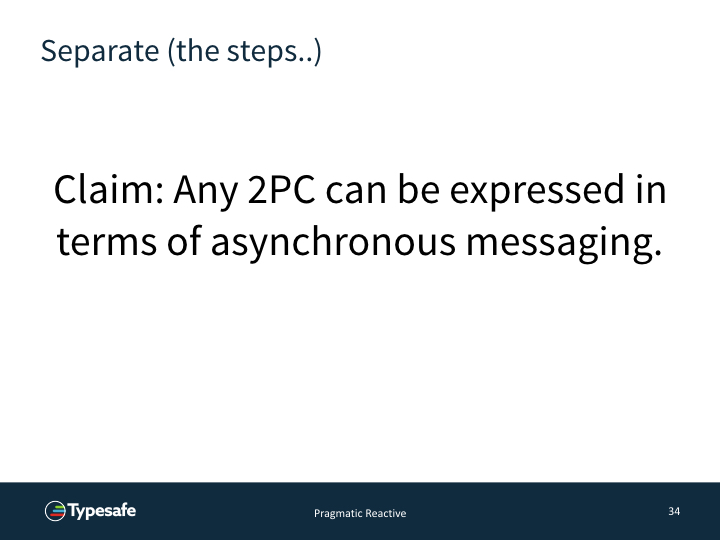 Separate (the steps..)
Claim: Any 2PC can be expressed in
terms of asynchronous messaging.
Typesafe
Pragmatic Reactive
34